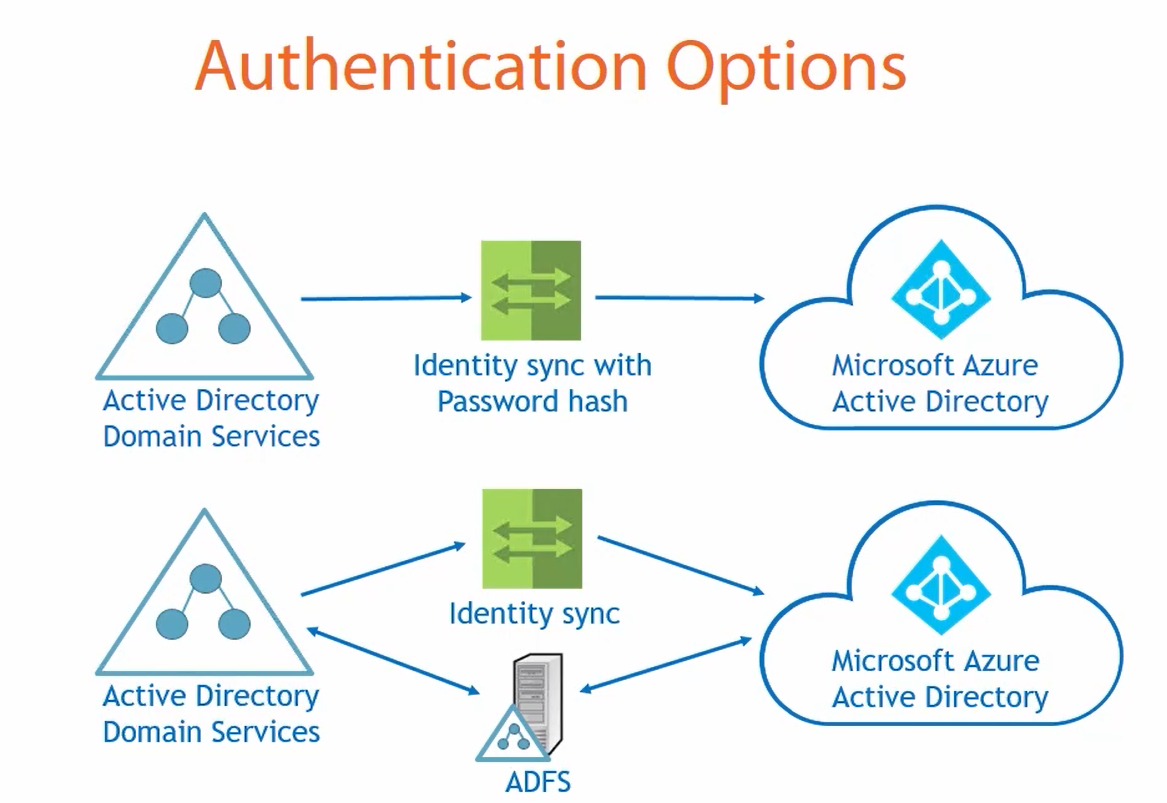 Authentication Options
Active Directory
Domain Services
Identity sync with
Password hash
Microsoft Azure
Active Directory
Active Directory
Domain Services
Identity sync
ADFS
Microsoft Azure
Active Directory